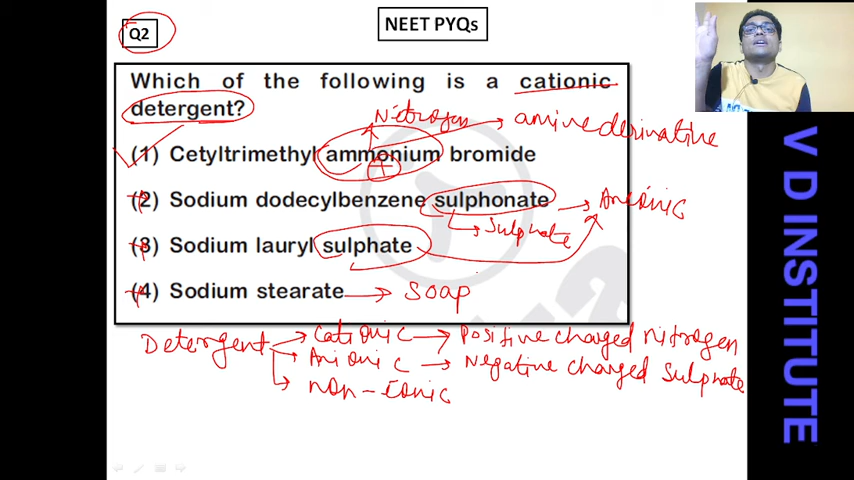 Q2
NEET PYQs
Which of the following is a cationic
detergent?
Nitrogen
amine derivative
(1) Cetyltrimethyl ammonium bromide
+
(2) Sodium dodecylbenzene sulphonate
Anionic
Sulphate
(3) Sodium lauryl sulphate
(4) Sodium stearate
Soap
Detergent
Cationic
Positive charged nitrogen
Anionic
Negative charged Sulphate
non-ionic
V D INSTITUTE